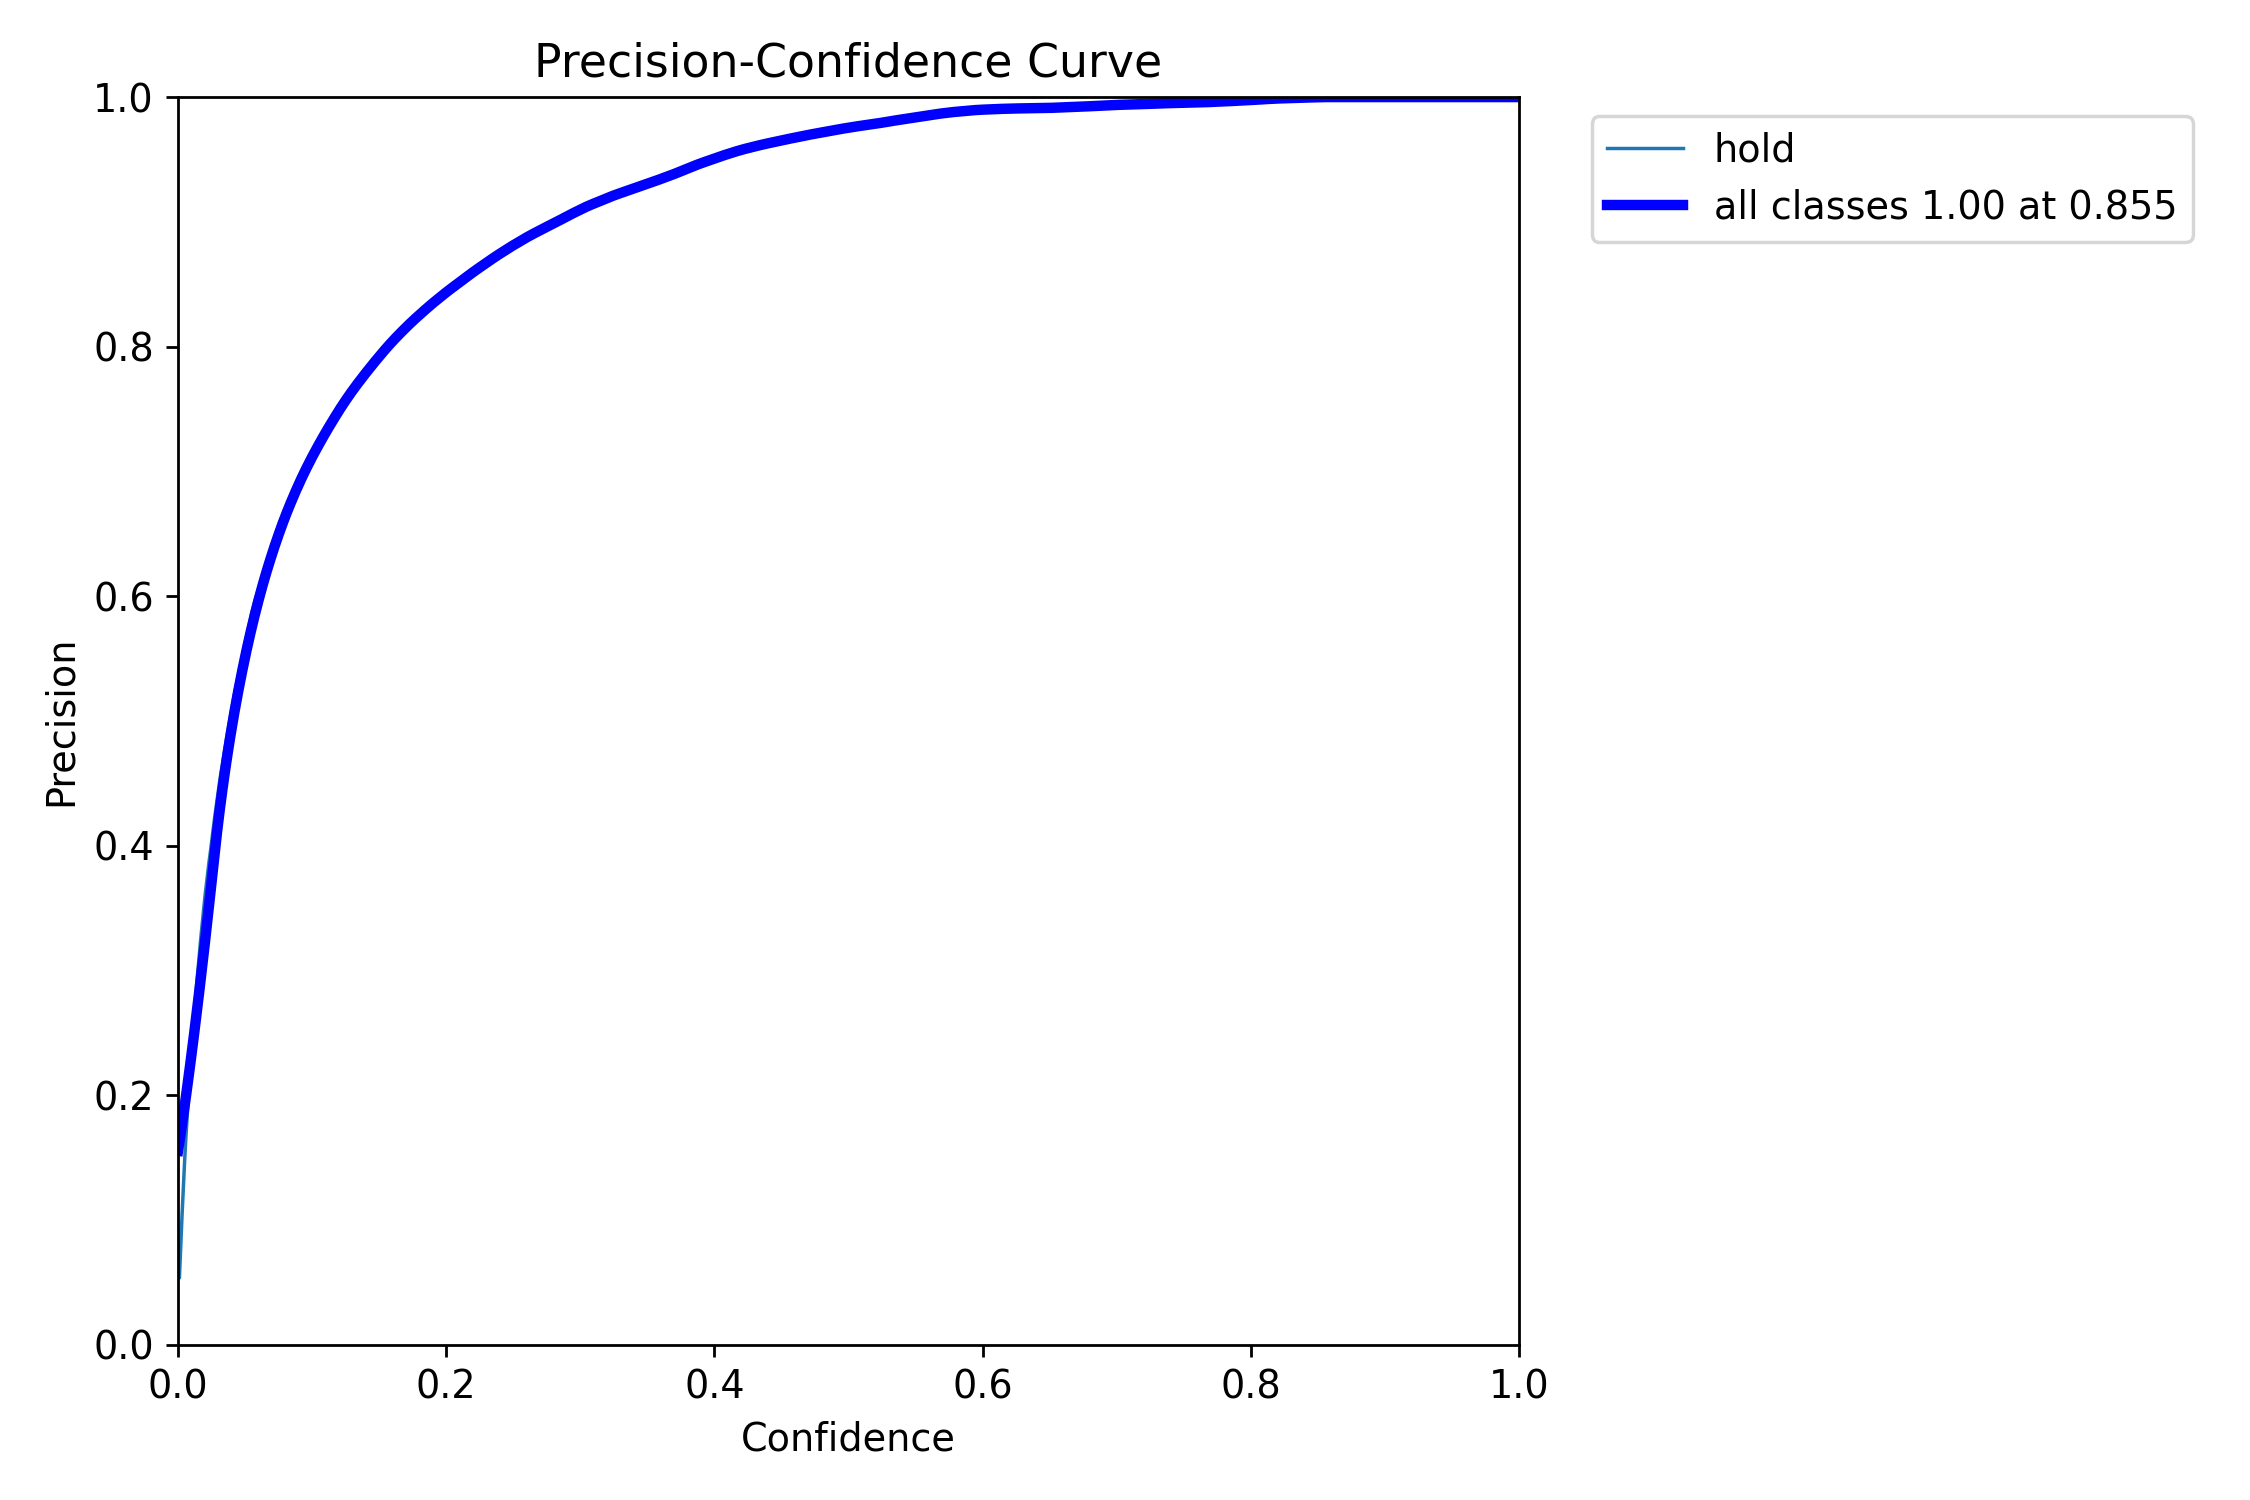 Precision-Confidence Curve
1.0
0.8
0.6
0.4
0.2
0.0
Precision
0.0 0.2 0.4 0.6 0.8 1.0
Confidence
hold
all classes 1.00 at 0.855